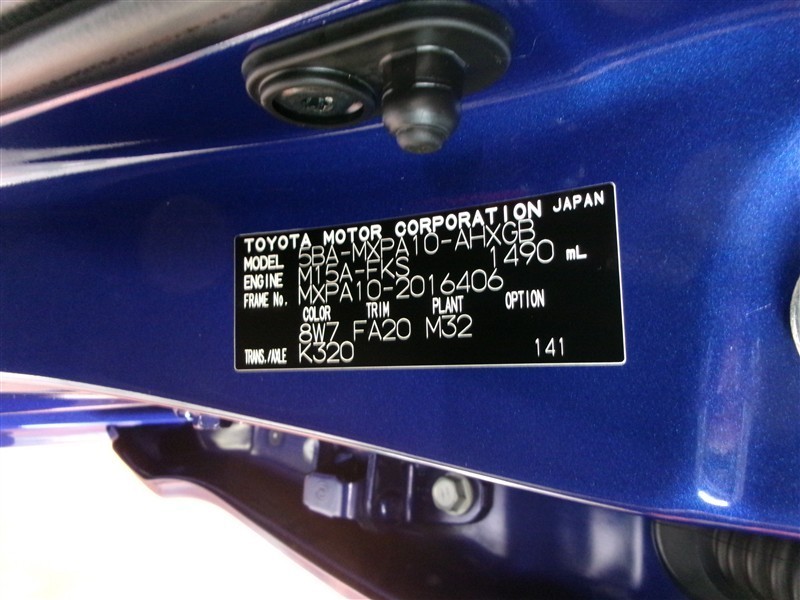 TOYOTA MOTOR CORPORATION JAPAN
MODEL 5BA-MXPA10-AHXGB
ENGINE M15A-FKS 1490 mL
FRAME No. MXPA10-2016406
COLOR TRIM PLANT OPTION
8W7 FA20 M32
TRANS./AXLE K320 141